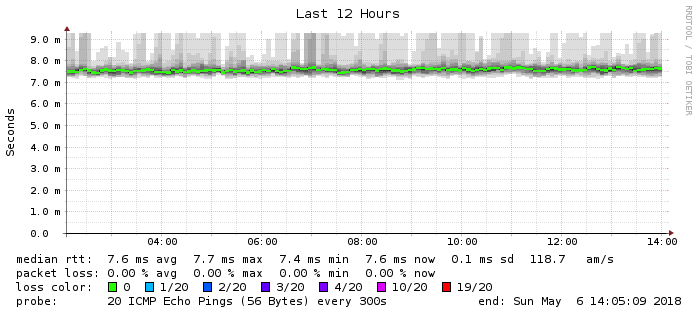 Last 12 Hours
RRDTOOL / TOBI OETIKER
Seconds
9.0 m
8.0 m
7.0 m
6.0 m
5.0 m
4.0 m
3.0 m
2.0 m
1.0 m
0.0
04:00 06:00 08:00 10:00 12:00 14:00
median rtt: 7.6 ms avg 7.7 ms max 7.4 ms min 7.6 ms now 0.1 ms sd 118.7 am/s
packet loss: 0.00 % avg 0.00 % max 0.00 % min 0.00 % now
loss color: 0 1/20 2/20 3/20 4/20 10/20 19/20
probe: 20 ICMP Echo Pings (56 Bytes) every 300s end: Sun May 6 14:05:09 2018